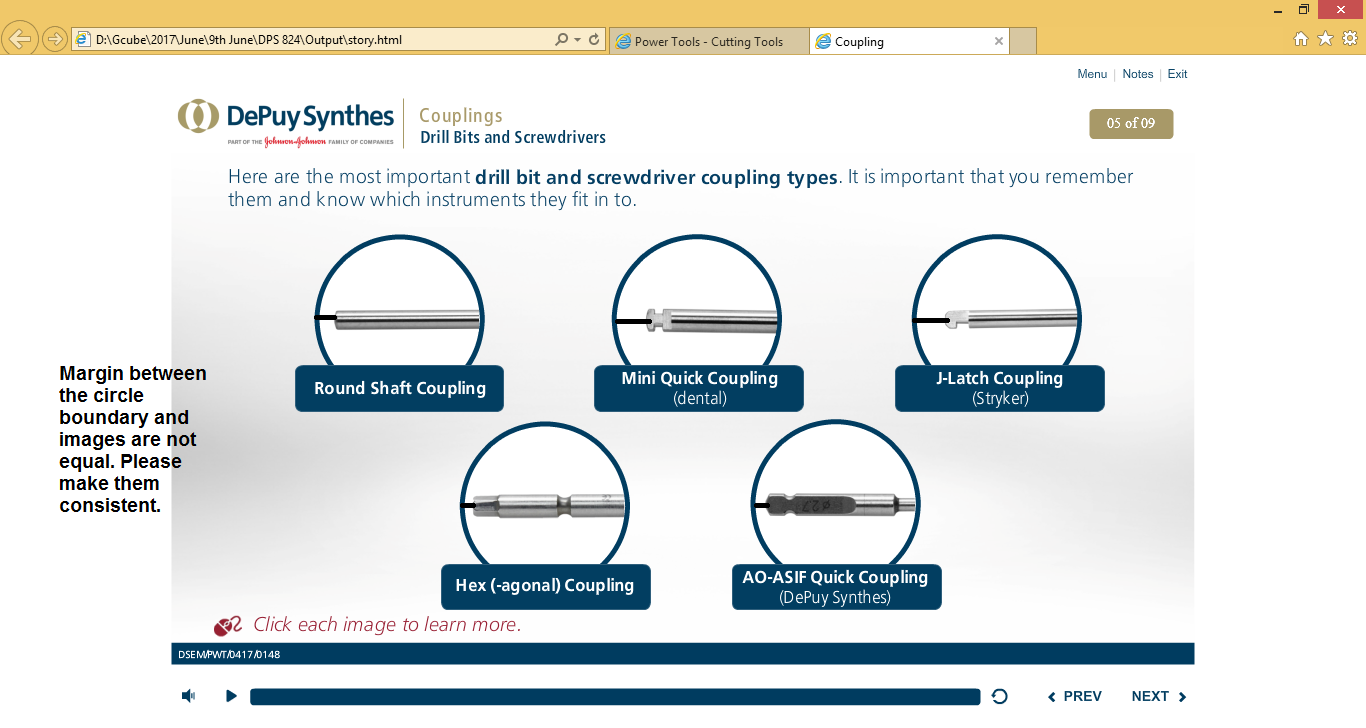 D:\Gcube\2017\June\9th June\DPS 824\Output\story.html
Power Tools - Cutting Tools
Coupling
Menu | Notes | Exit
DePuy Synthes
PART OF THE Johnson & Johnson FAMILY OF COMPANIES
Couplings
Drill Bits and Screwdrivers
05 of 09
Here are the most important drill bit and screwdriver coupling types. It is important that you remember
them and know which instruments they fit in to.
Round Shaft Coupling
Mini Quick Coupling
(dental)
J-Latch Coupling
(Stryker)
Margin between
the circle
boundary and
images are not
equal. Please
make them
consistent.
Hex (-agonal) Coupling
AO-ASIF Quick Coupling
(DePuy Synthes)
Click each image to learn more.
DSEM/PWT/0417/0148
PREV
NEXT